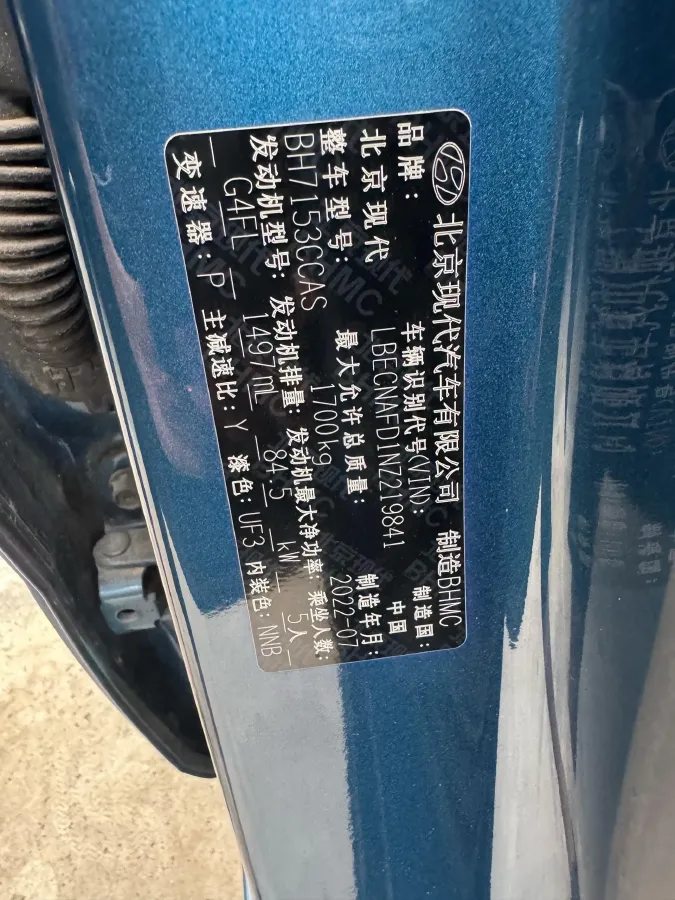 北京现代汽车有限公司 制造BHMC
品牌: 车辆识别代号(VIN): 制造国:
北京现代 LBECNAFD1NZ219841 中国
整车型号: 最大允许总质量: 制造年月:
BH7153CCAS 1700kg 2022-07
发动机型号: 发动机排量: 发动机最大净功率: 乘坐人数:
G4FL 1497ml 84.5 kW 5人
变速器: P 主减速比: Y 漆色: UF3 内装色: NNB